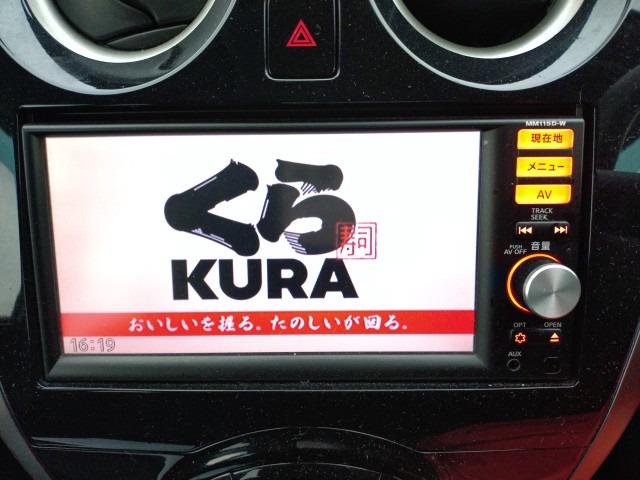 MM115D-W
現在地
メニュー
AV
TRACK
SEEK
音量
PUSH
AV OFF
OPT
OPEN
AUX
くら
寿司
KURA
おいしいを握る。たのしいが回る。
16:19